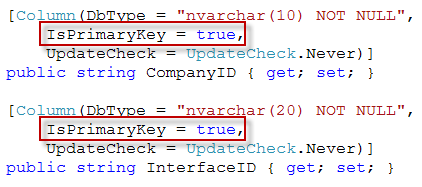 [Column(DbType = "nvarchar(10) NOT NULL",
IsPrimaryKey = true,
UpdateCheck = UpdateCheck.Never)]
public string CompanyID { get; set; }
[Column(DbType = "nvarchar(20) NOT NULL",
IsPrimaryKey = true,
UpdateCheck = UpdateCheck.Never)]
public string InterfaceID { get; set; }